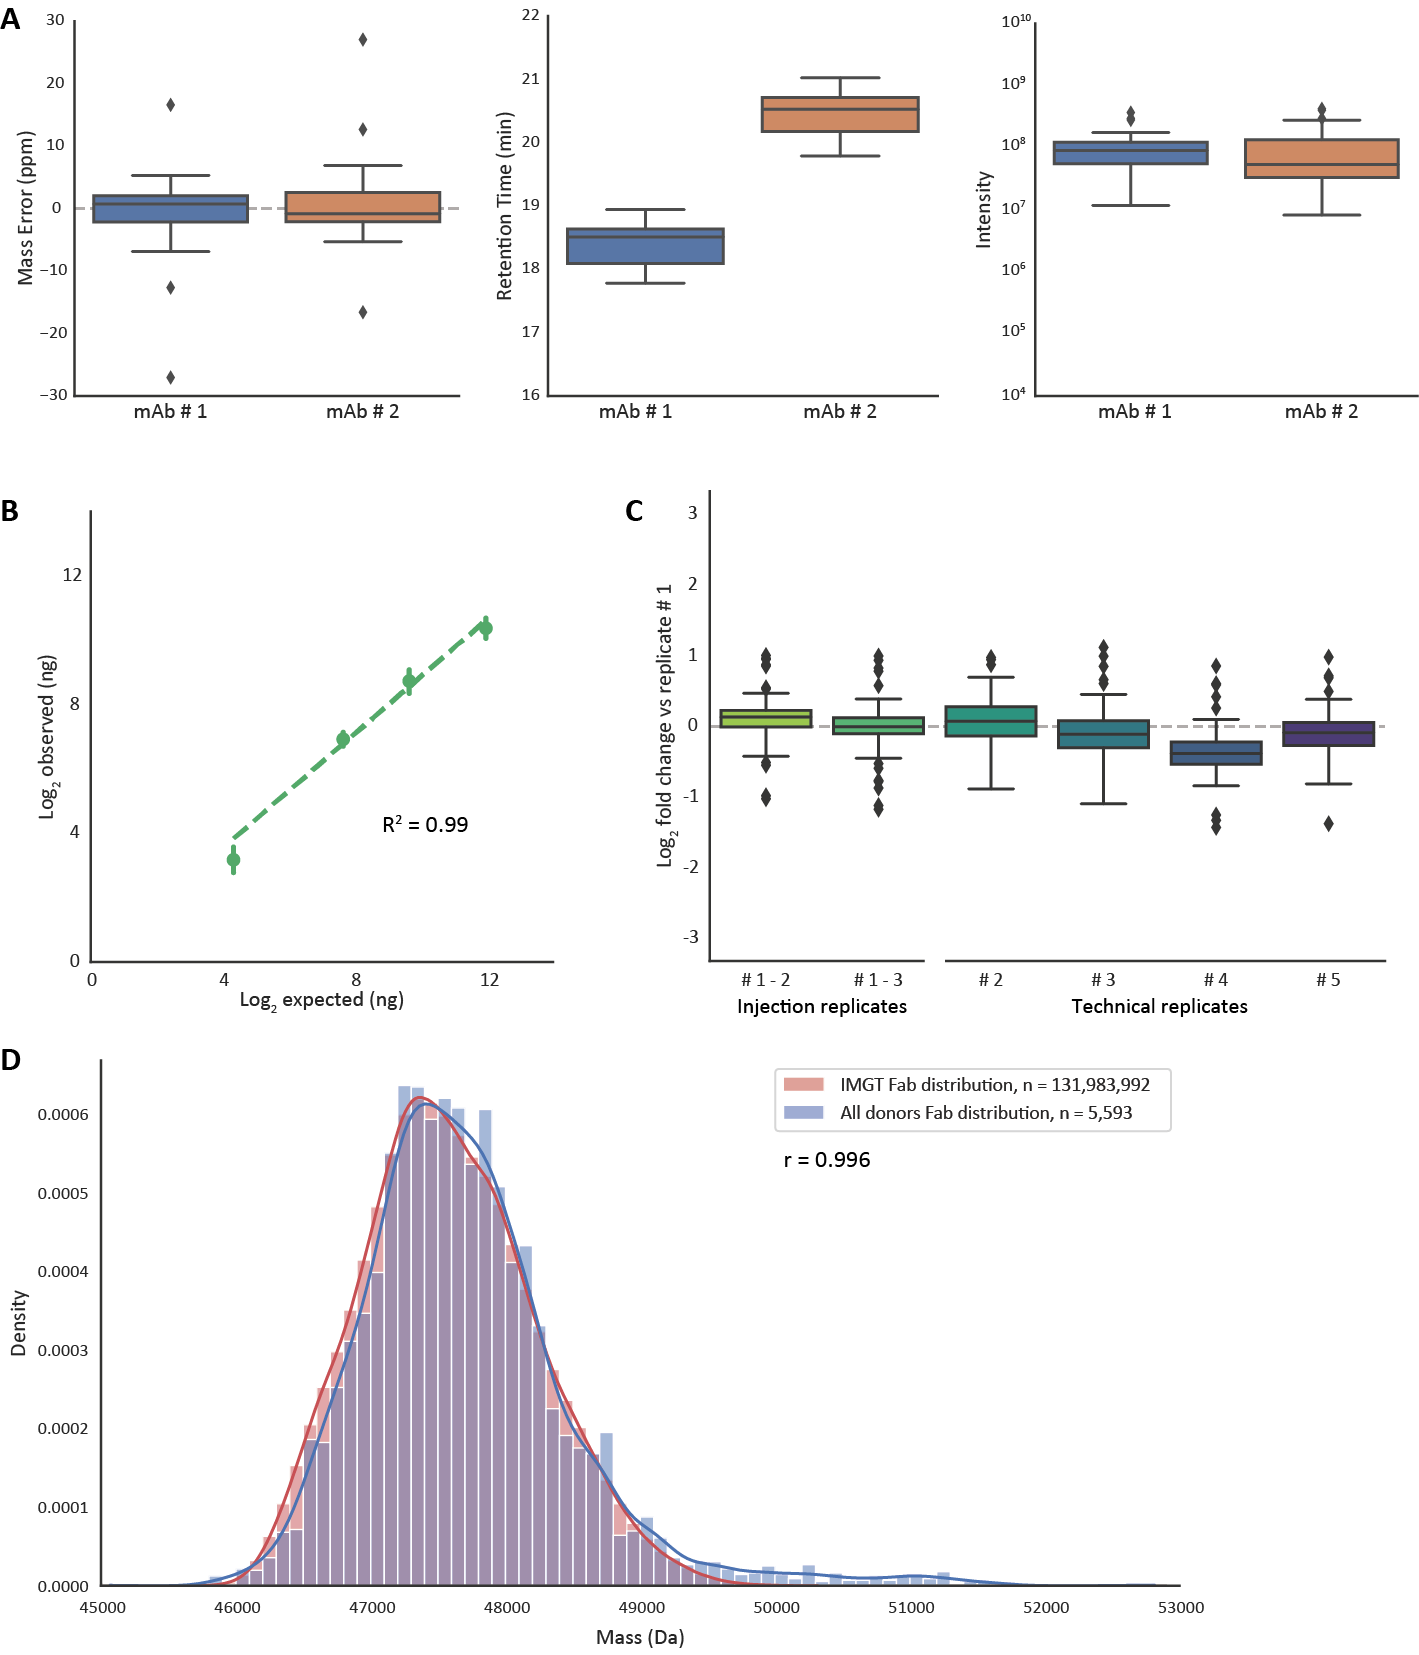 A
30
20
10
0
−10
−20
−30
Mass Error (ppm)
mAb # 1
mAb # 2
22
21
20
19
18
17
16
Retention Time (min)
mAb # 1
mAb # 2
10¹⁰
10⁹
10⁸
10⁷
10⁶
10⁵
10⁴
Intensity
mAb # 1
mAb # 2
B
12
8
4
0
Log₂ observed (ng)
R² = 0.99
0
4
8
12
Log₂ expected (ng)
C
3
2
1
0
-1
-2
-3
Log₂ fold change vs replicate # 1
# 1 - 2
# 1 - 3
# 2
# 3
# 4
# 5
Injection replicates
Technical replicates
D
IMGT Fab distribution, n = 131,983,992
All donors Fab distribution, n = 5,593
r = 0.996
0.0006
0.0005
0.0004
0.0003
0.0002
0.0001
0.0000
Density
45000
46000
47000
48000
49000
50000
51000
52000
53000
Mass (Da)